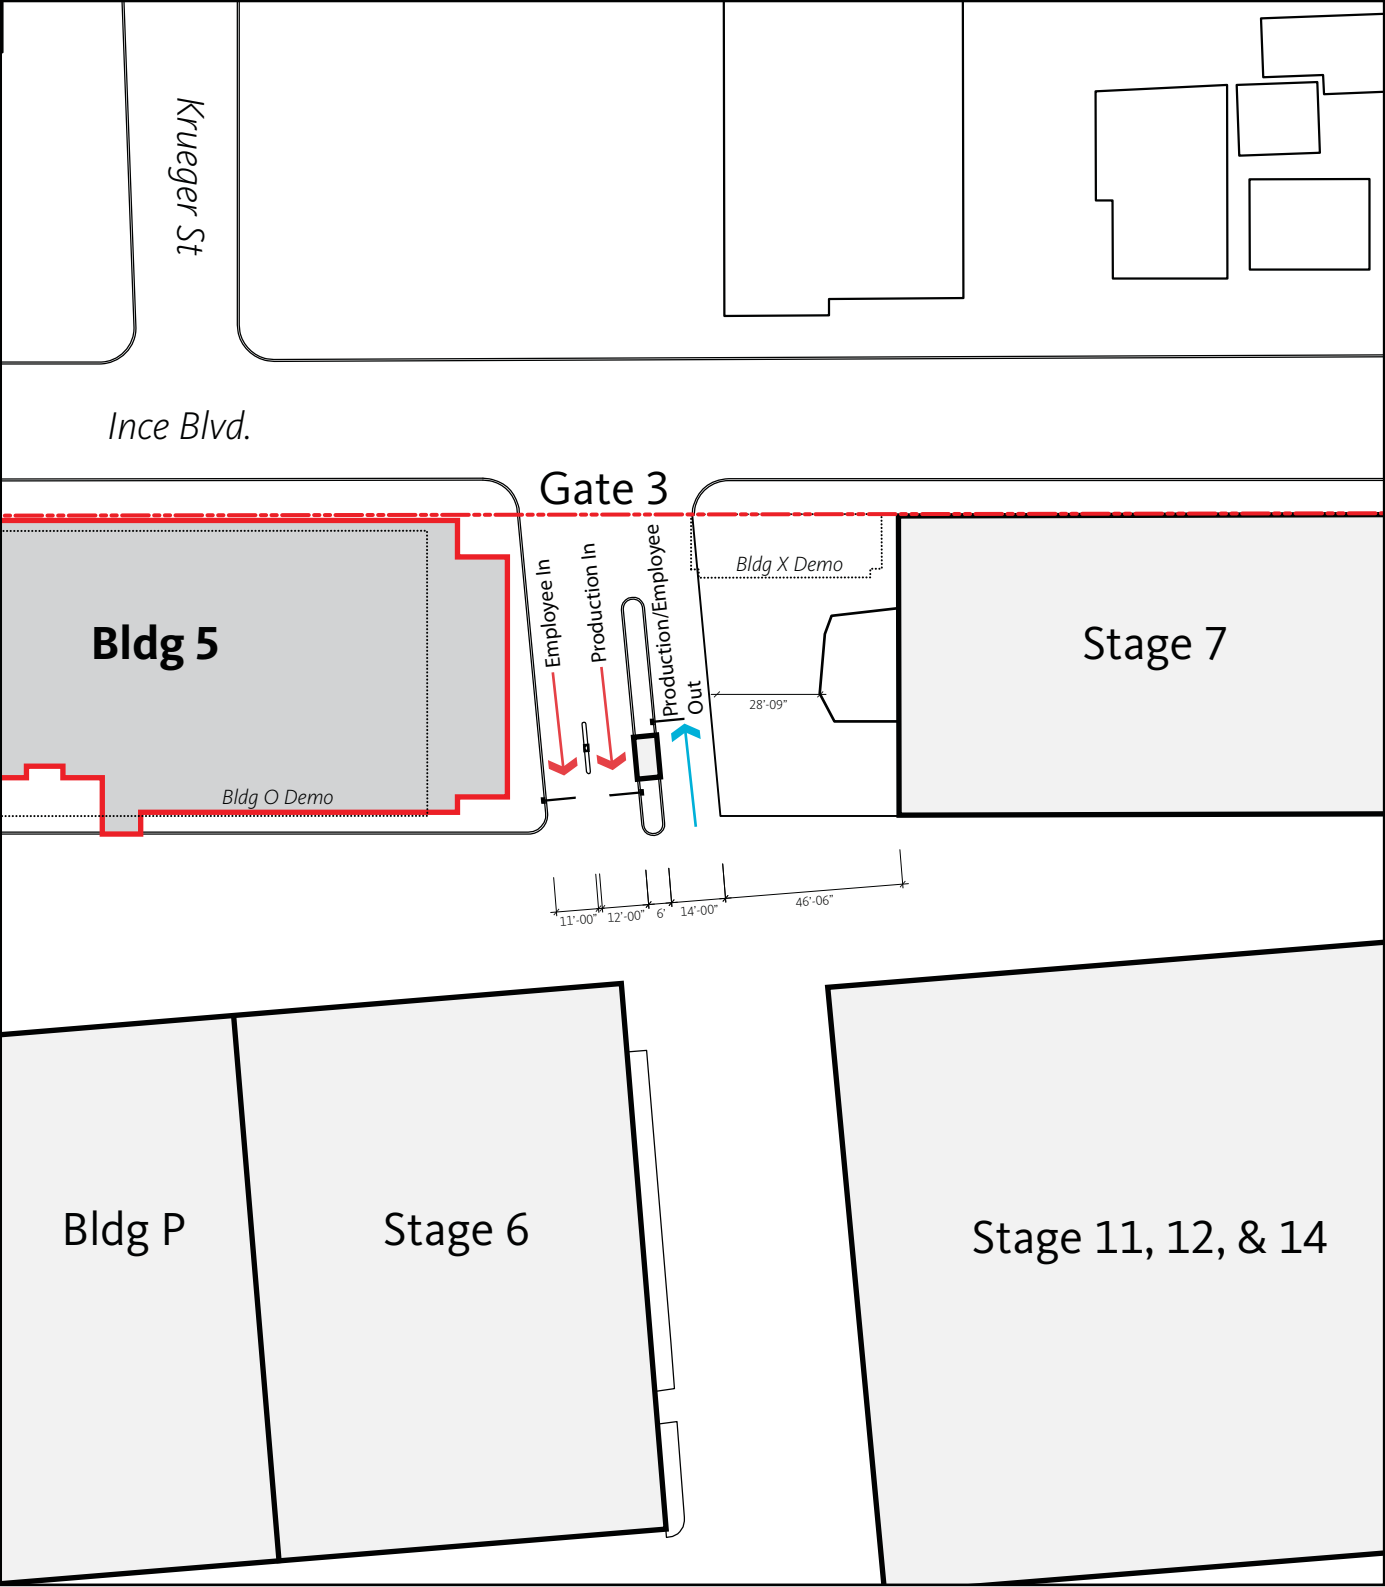 Krueger St
Ince Blvd.
Gate 3
Employee In
Production In
Production/Employee
Out
Bldg X Demo
Bldg 5
Stage 7
28'-09"
Bldg O Demo
11'-00"
12'-00"
6'
14'-00"
46'-06"
Bldg P
Stage 6
Stage 11, 12, & 14